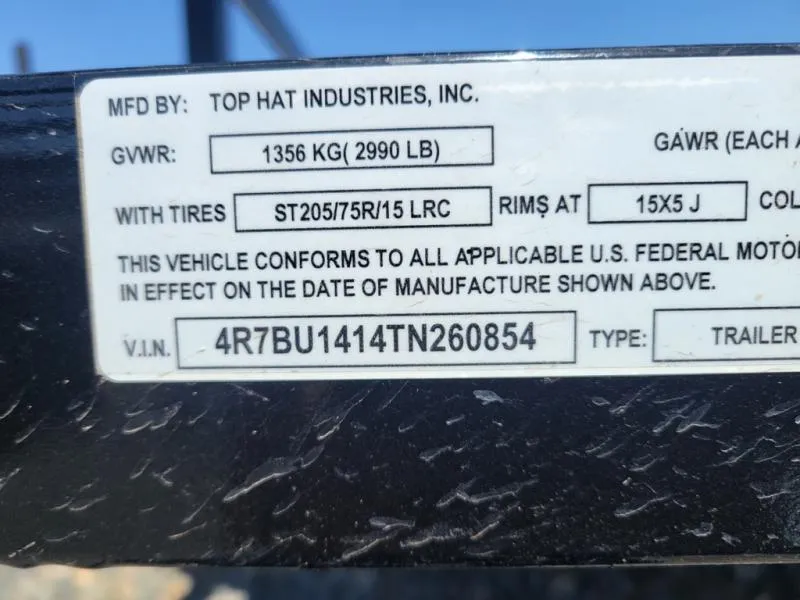 MFD BY: TOP HAT INDUSTRIES, INC.
GVWR: 1356 KG( 2990 LB) GAWR (EACH
WITH TIRES ST205/75R/15 LRC RIMS AT 15X5 J COL
THIS VEHICLE CONFORMS TO ALL APPLICABLE U.S. FEDERAL MOTO
IN EFFECT ON THE DATE OF MANUFACTURE SHOWN ABOVE.
V.I.N. 4R7BU1414TN260854 TYPE: TRAILER